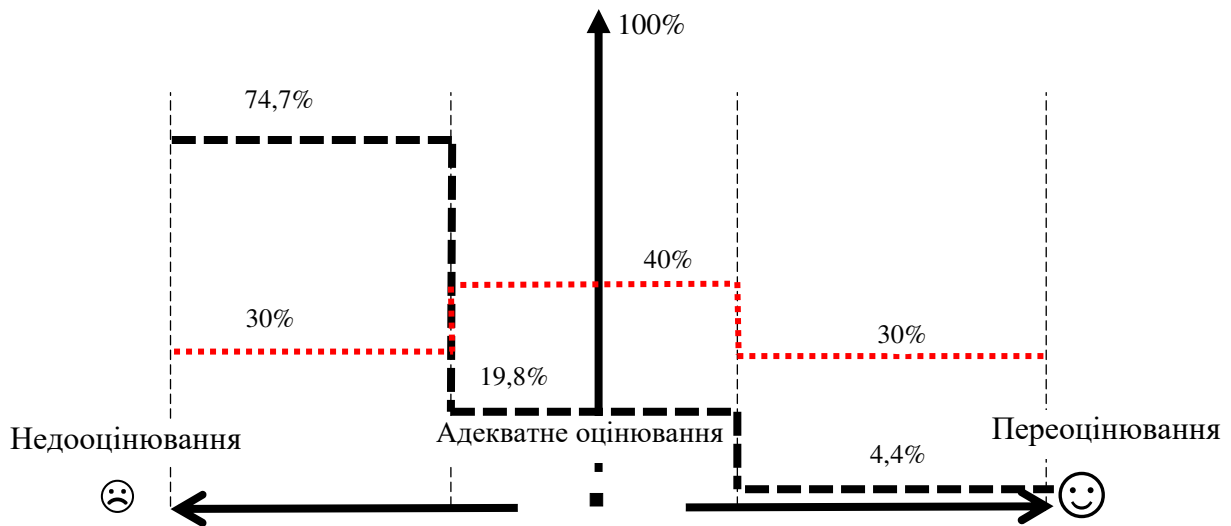 100%
74,7%
40%
30%
30%
19,8%
Недооцінювання
Адекватне оцінювання
Переоцінювання
4,4%